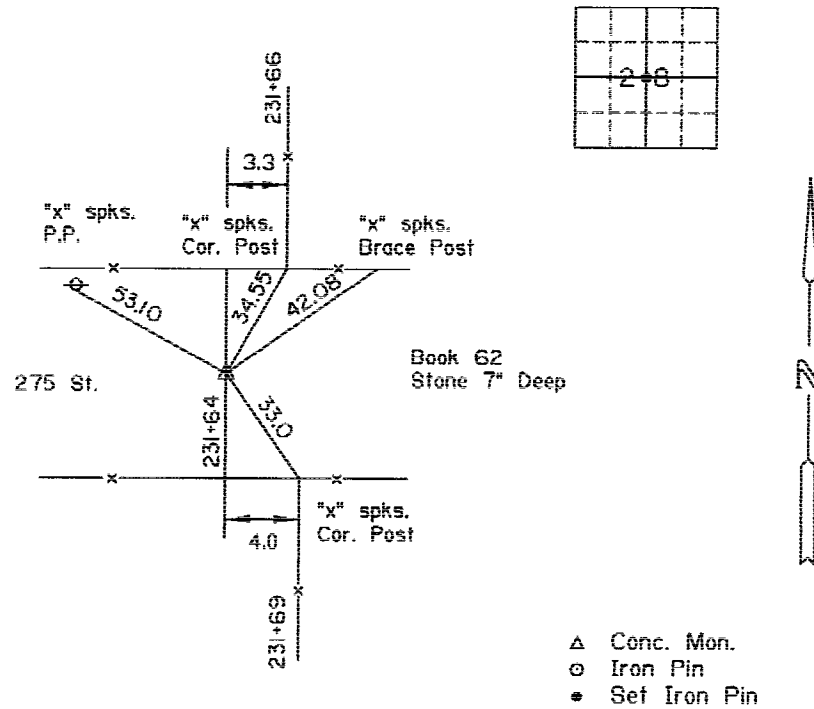 2 8
231+66
3.3
"x" spks.
P.P.
"x" spks.
Cor. Post
"x" spks.
Brace Post
53.10
34.55
42.08'
Book 62
Stone 7" Deep
275 St.
N
231+64
33.0
"x" spks.
Cor. Post
4.0
231+69
Conc. Mon.
Iron Pin
Set Iron Pin